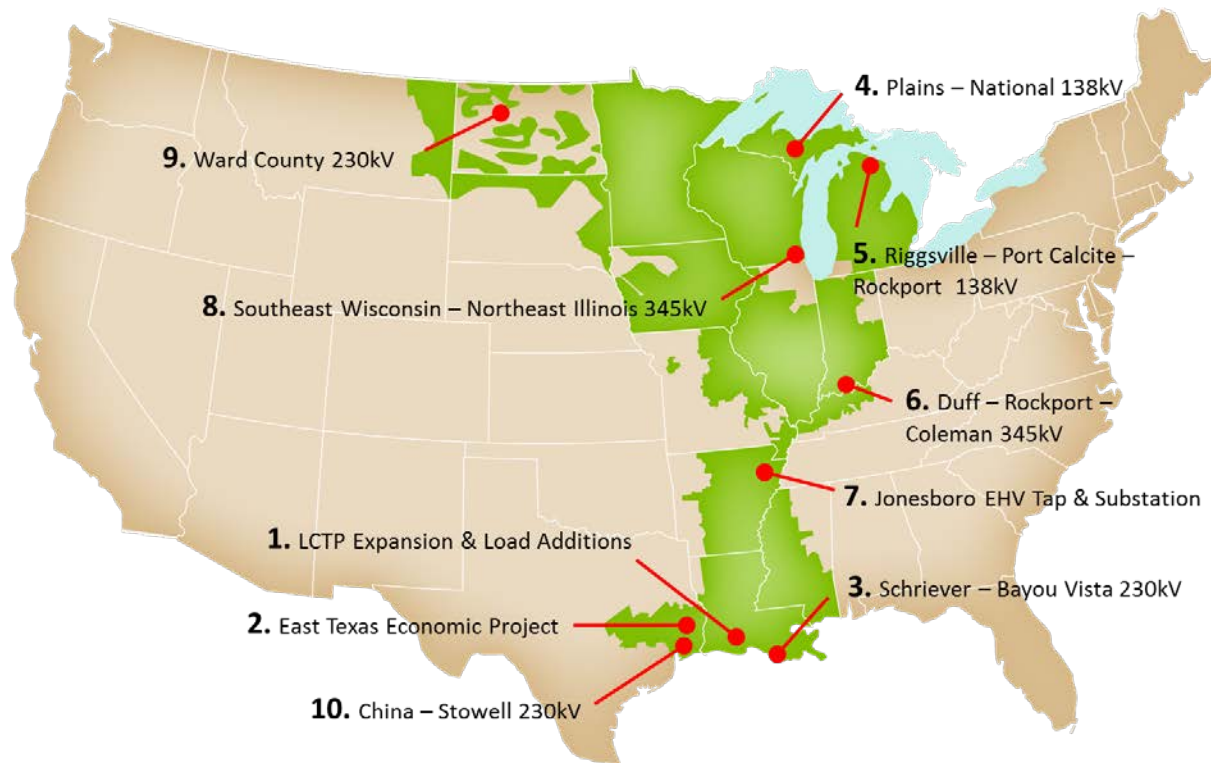 4. Plains – National 138kV
9. Ward County 230kV
5. Riggsville – Port Calcite –
Rockport 138kV
8. Southeast Wisconsin – Northeast Illinois 345kV
6. Duff – Rockport –
Coleman 345kV
7. Jonesboro EHV Tap & Substation
1. LCTP Expansion & Load Additions
3. Schriever – Bayou Vista 230kV
2. East Texas Economic Project
10. China – Stowell 230kV